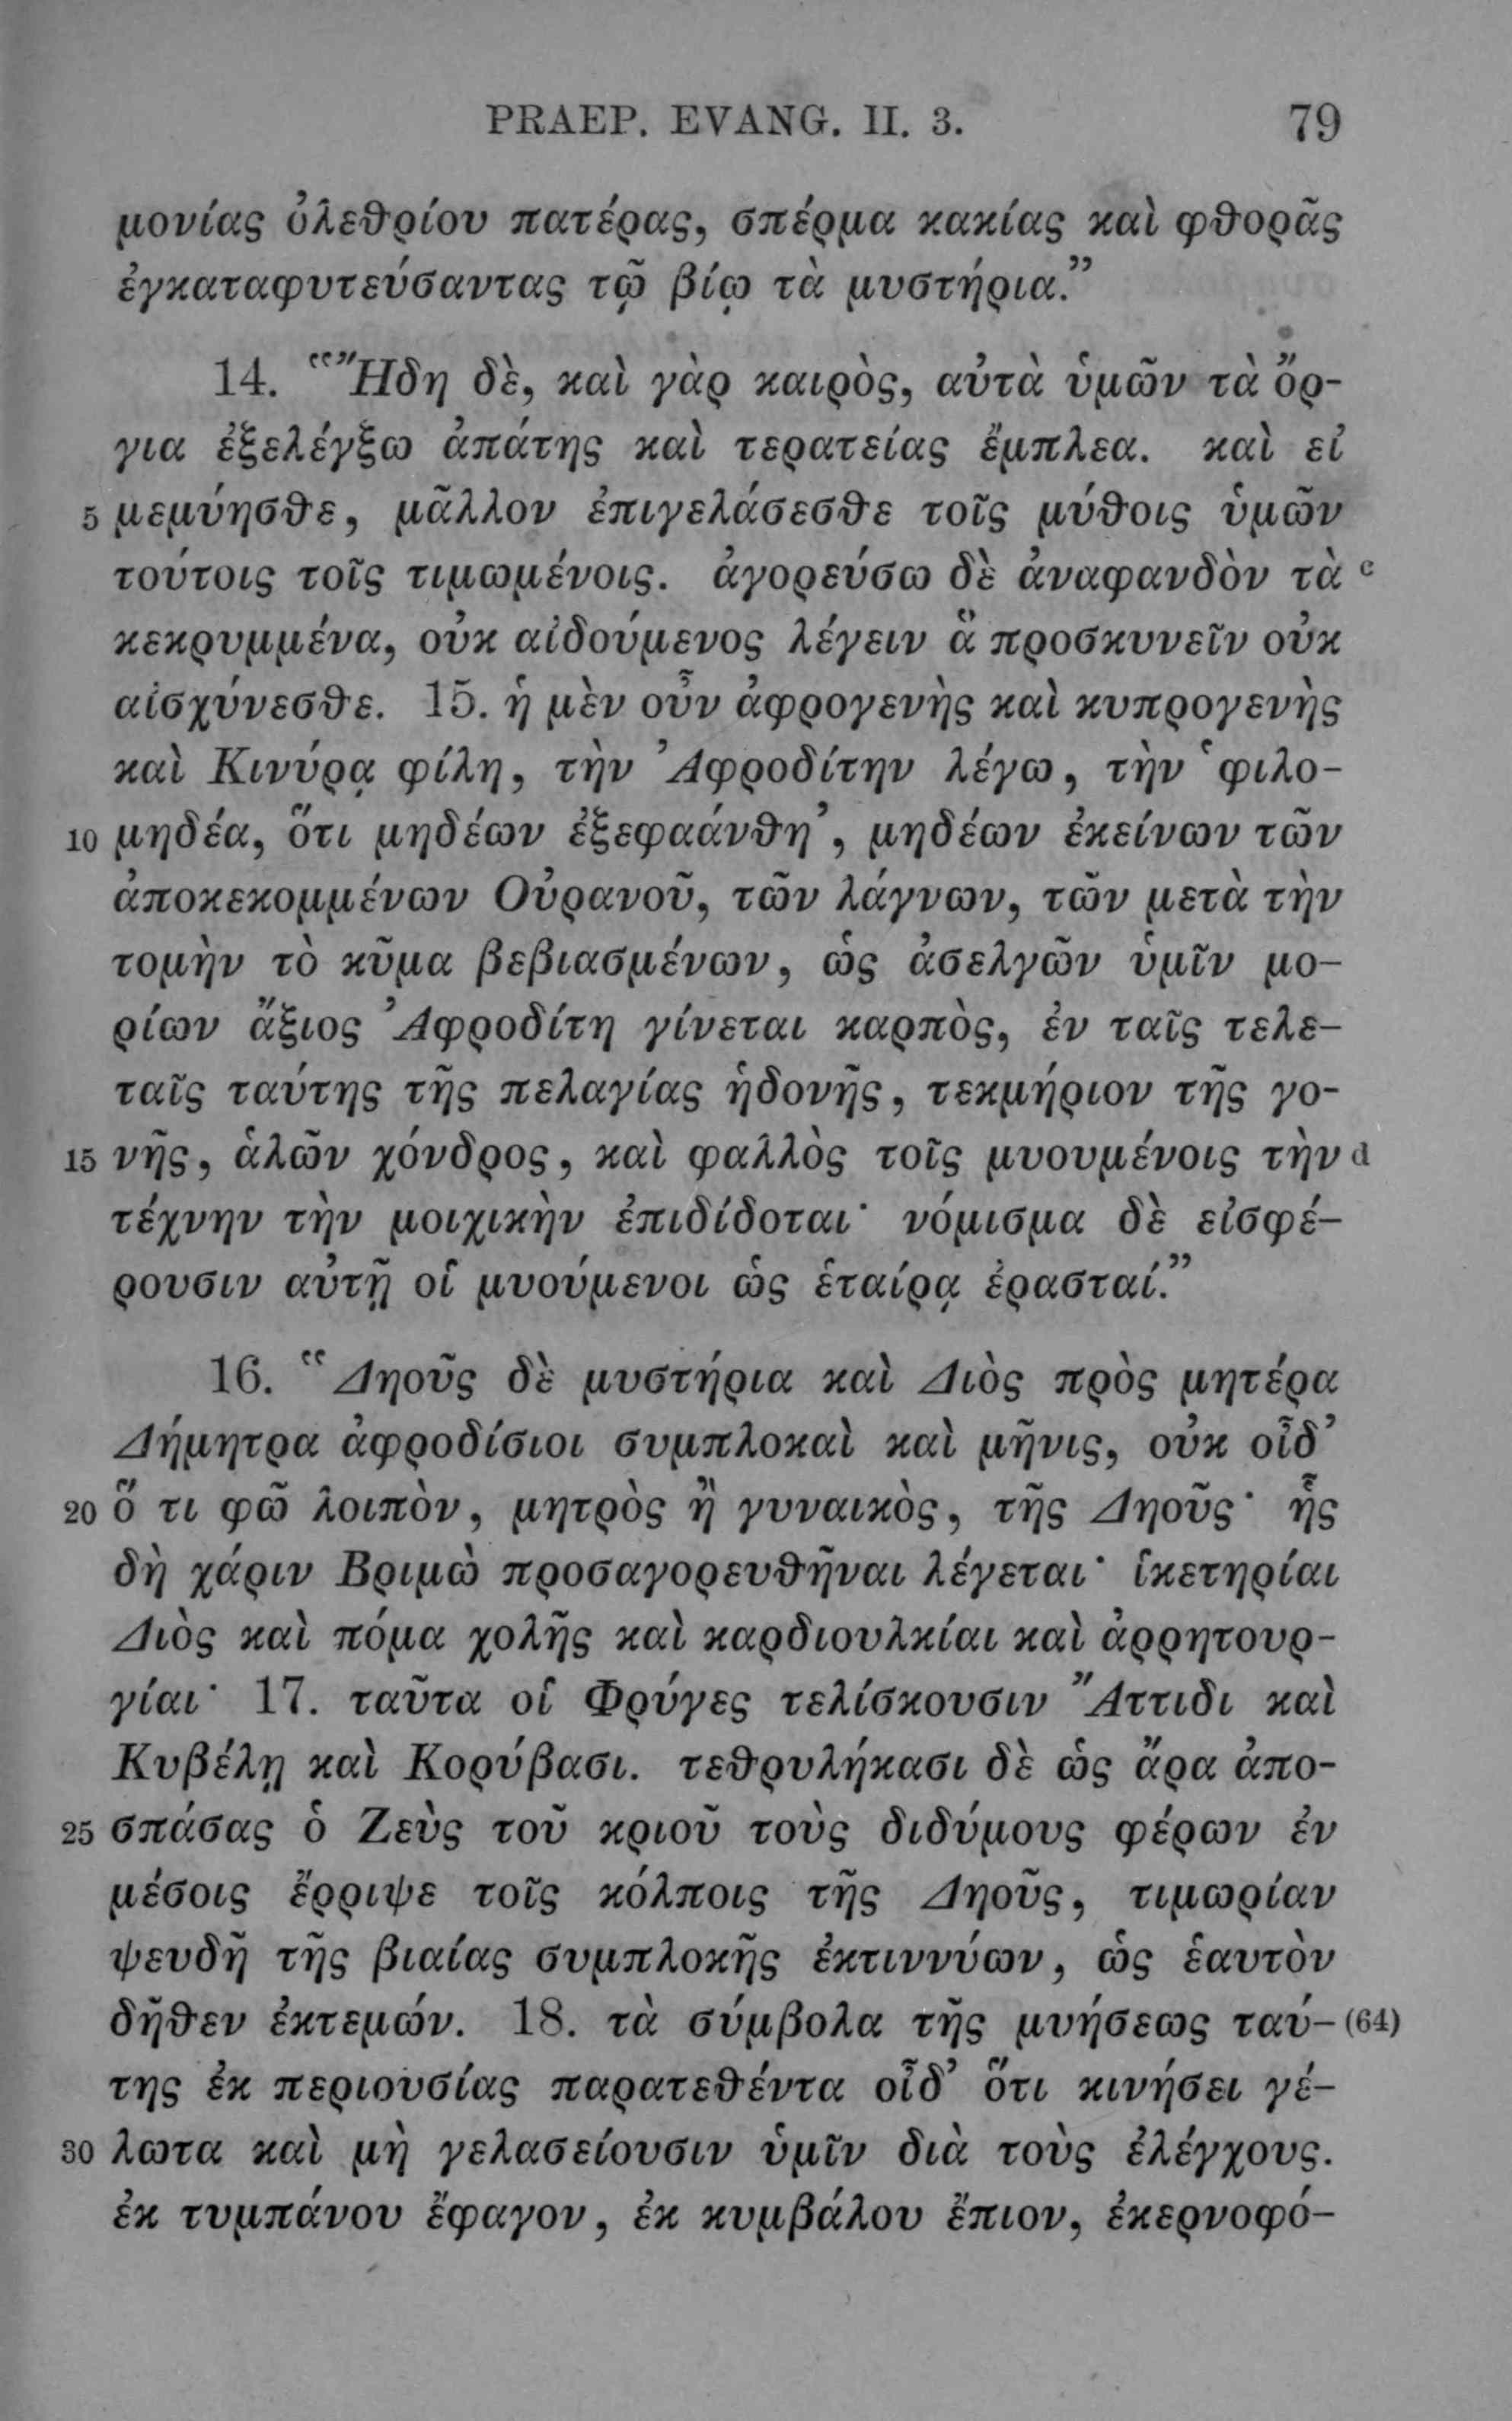 PRAEP. EVANG. II. 3. 79
μονίας ὀλεθρίου πατέρας, σπέρμα κακίας καὶ φθορᾶς
ἐγκαταφυτεύσαντας τῷ βίῳ τὰ μυστήρια.”
14. “Ἤδη δὲ, καὶ γὰρ καιρὸς, αὐτὰ ὑμῶν τὰ ὄρ-
για ἐξελέγξω ἀπάτης καὶ τερατείας ἔμπλεα. καὶ εἰ
5 μεμύησθε, μᾶλλον ἐπιγελάσεσθε τοῖς μύθοις ὑμῶν
τούτοις τοῖς τιμωμένοις. ἀγορεύσω δὲ ἀναφανδὸν τὰ c
κεκρυμμένα, οὐκ αἰδούμενος λέγειν ἃ προσκυνεῖν οὐκ
αἰσχύνεσθε. 15. ἡ μὲν οὖν ἀφρογενὴς καὶ κυπρογενὴς
καὶ Κινύρᾳ φίλη, τὴν Ἀφροδίτην λέγω, τὴν ‘φιλο-
10 μηδέα, ὅτι μηδέων ἐξεφαάνθη’, μηδέων ἐκείνων τῶν
ἀποκεκομμένων Οὐρανοῦ, τῶν λάγνων, τῶν μετὰ τὴν
τομὴν τὸ κῦμα βεβιασμένων, ὡς ἀσελγῶν ὑμῖν μο-
ρίων ἄξιος Ἀφροδίτη γίνεται καρπὸς, ἐν ταῖς τελε-
ταῖς ταύτης τῆς πελαγίας ἡδονῆς, τεκμήριον τῆς γο-
15 νῆς, ἁλῶν χόνδρος, καὶ φαλλὸς τοῖς μυουμένοις τὴν d
τέχνην τὴν μοιχικὴν ἐπιδίδοται· νόμισμα δὲ εἰσφέ-
ρουσιν αὐτῇ οἱ μυούμενοι ὡς ἑταίρᾳ ἐρασταί.”
16. “Δηοῦς δὲ μυστήρια καὶ Διὸς πρὸς μητέρα
Δήμητρα ἀφροδίσιοι συμπλοκαὶ καὶ μῆνις, οὐκ οἶδ’
20 ὅ τι φῶ λοιπὸν, μητρὸς ἢ γυναικὸς, τῆς Δηοῦς· ἧς
δὴ χάριν Βριμὼ προσαγορευθῆναι λέγεται· ἱκετηρίαι
Διὸς καὶ πόμα χολῆς καὶ καρδιουλκίαι καὶ ἀρρητουρ-
γίαι· 17. ταῦτα οἱ Φρύγες τελίσκουσιν Ἄττιδι καὶ
Κυβέλῃ καὶ Κορύβασι. τεθρυλήκασι δὲ ὡς ἄρα ἀπο-
25 σπάσας ὁ Ζεὺς τοῦ κριοῦ τοὺς διδύμους φέρων ἐν
μέσοις ἔρριψε τοῖς κόλποις τῆς Δηοῦς, τιμωρίαν
ψευδῆ τῆς βιαίας συμπλοκῆς ἐκτιννύων, ὡς ἑαυτὸν
δῆθεν ἐκτεμών. 18. τὰ σύμβολα τῆς μυήσεως ταύ- (64)
της ἐκ περιουσίας παρατεθέντα οἶδ’ ὅτι κινήσει γέ-
30 λωτα καὶ μὴ γελασείουσιν ὑμῖν διὰ τοὺς ἐλέγχους.
ἐκ τυμπάνου ἔφαγον, ἐκ κυμβάλου ἔπιον, ἐκερνοφό-